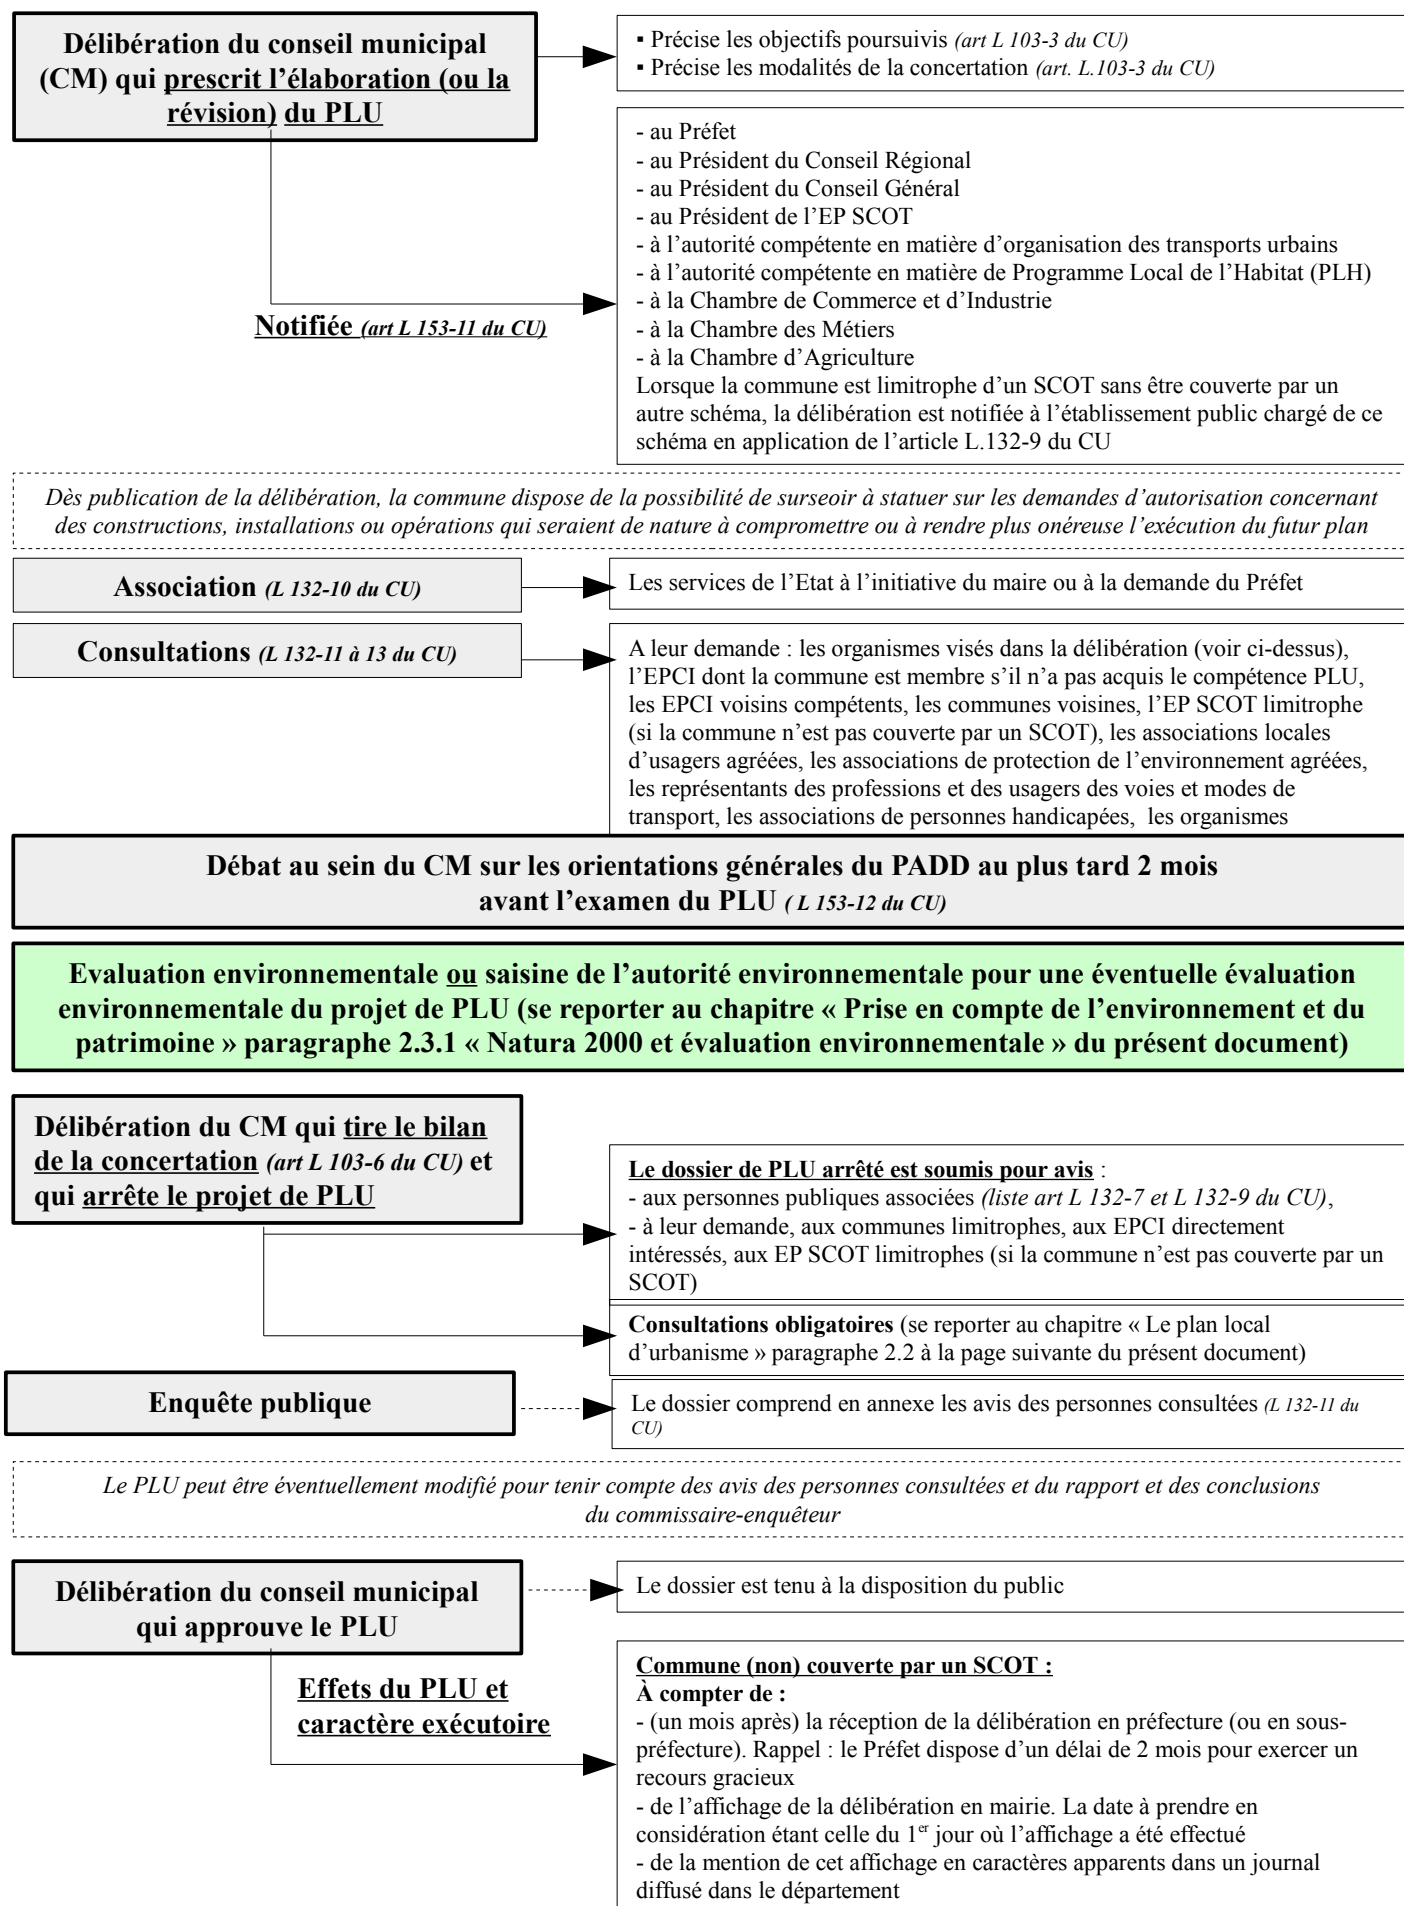 Délibération du conseil municipal
(CM) qui prescrit l’élaboration (ou la
révision) du PLU
▪ Précise les objectifs poursuivis (art L 103-3 du CU)
▪ Précise les modalités de la concertation (art. L.103-3 du CU)
Notifiée (art L 153-11 du CU)
- au Préfet
- au Président du Conseil Régional
- au Président du Conseil Général
- au Président de l’EP SCOT
- à l’autorité compétente en matière d’organisation des transports urbains
- à l’autorité compétente en matière de Programme Local de l’Habitat (PLH)
- à la Chambre de Commerce et d’Industrie
- à la Chambre des Métiers
- à la Chambre d’Agriculture
Lorsque la commune est limitrophe d’un SCOT sans être couverte par un
autre schéma, la délibération est notifiée à l’établissement public chargé de ce
schéma en application de l’article L.132-9 du CU
Dès publication de la délibération, la commune dispose de la possibilité de surseoir à statuer sur les demandes d’autorisation concernant
des constructions, installations ou opérations qui seraient de nature à compromettre ou à rendre plus onéreuse l’exécution du futur plan
Association (L 132-10 du CU)
Les services de l’Etat à l’initiative du maire ou à la demande du Préfet
Consultations (L 132-11 à 13 du CU)
A leur demande : les organismes visés dans la délibération (voir ci-dessus),
l’EPCI dont la commune est membre s’il n’a pas acquis le compétence PLU,
les EPCI voisins compétents, les communes voisines, l’EP SCOT limitrophe
(si la commune n’est pas couverte par un SCOT), les associations locales
d’usagers agréées, les associations de protection de l’environnement agréées,
les représentants des professions et des usagers des voies et modes de
transport, les associations de personnes handicapées, les organismes
Débat au sein du CM sur les orientations générales du PADD au plus tard 2 mois
avant l’examen du PLU ( L 153-12 du CU)
Evaluation environnementale ou saisine de l’autorité environnementale pour une éventuelle évaluation
environnementale du projet de PLU (se reporter au chapitre « Prise en compte de l’environnement et du
patrimoine » paragraphe 2.3.1 « Natura 2000 et évaluation environnementale » du présent document)
Délibération du CM qui tire le bilan
de la concertation (art L 103-6 du CU) et
qui arrête le projet de PLU
Le dossier de PLU arrêté est soumis pour avis :
- aux personnes publiques associées (liste art L 132-7 et L 132-9 du CU),
- à leur demande, aux communes limitrophes, aux EPCI directement
intéressés, aux EP SCOT limitrophes (si la commune n’est pas couverte par un
SCOT)
Consultations obligatoires (se reporter au chapitre « Le plan local
d’urbanisme » paragraphe 2.2 à la page suivante du présent document)
Enquête publique
Le dossier comprend en annexe les avis des personnes consultées (L 132-11 du
CU)
Le PLU peut être éventuellement modifié pour tenir compte des avis des personnes consultées et du rapport et des conclusions
du commissaire-enquêteur
Délibération du conseil municipal
qui approuve le PLU
Le dossier est tenu à la disposition du public
Effets du PLU et
caractère exécutoire
Commune (non) couverte par un SCOT :
À compter de :
- (un mois après) la réception de la délibération en préfecture (ou en sous-
préfecture). Rappel : le Préfet dispose d’un délai de 2 mois pour exercer un
recours gracieux
- de l’affichage de la délibération en mairie. La date à prendre en
considération étant celle du 1er jour où l’affichage a été effectué
- de la mention de cet affichage en caractères apparents dans un journal
diffusé dans le département